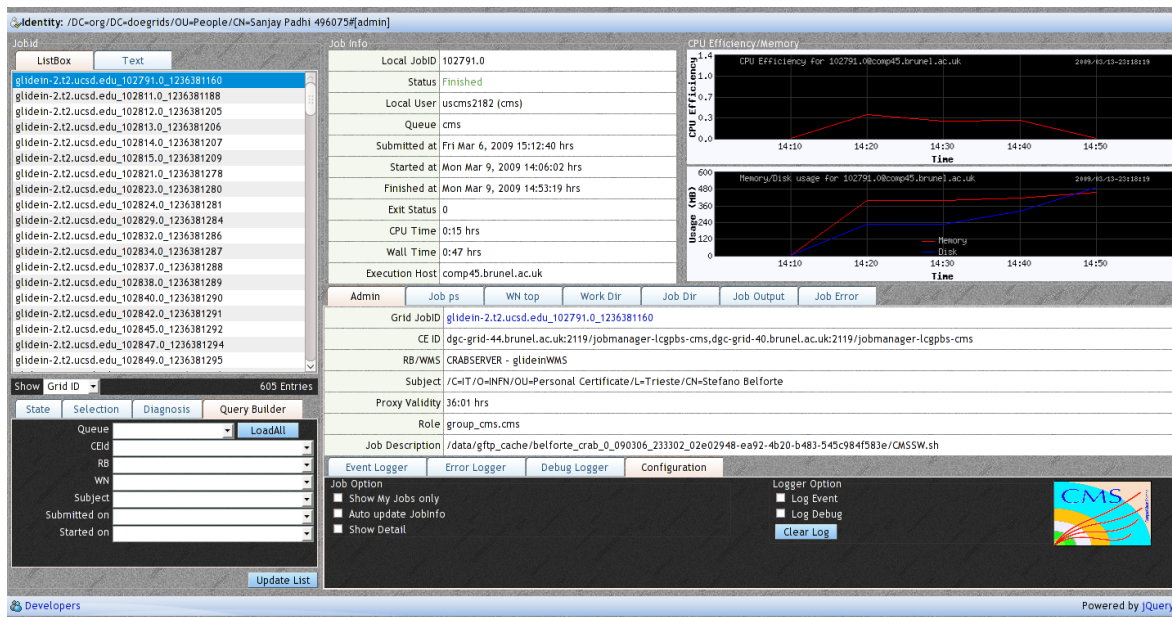 Identity: /DC=org/DC=doegrids/OU=People/CN=Sanjay Padhi 496075#[admin]
Jobid
ListBox Text
glidein-2.t2.ucsd.edu_102791.0_1236381160
glidein-2.t2.ucsd.edu_102811.0_1236381188
glidein-2.t2.ucsd.edu_102812.0_1236381205
glidein-2.t2.ucsd.edu_102813.0_1236381206
glidein-2.t2.ucsd.edu_102814.0_1236381207
glidein-2.t2.ucsd.edu_102815.0_1236381209
glidein-2.t2.ucsd.edu_102821.0_1236381278
glidein-2.t2.ucsd.edu_102823.0_1236381280
glidein-2.t2.ucsd.edu_102824.0_1236381281
glidein-2.t2.ucsd.edu_102829.0_1236381284
glidein-2.t2.ucsd.edu_102832.0_1236381286
glidein-2.t2.ucsd.edu_102834.0_1236381287
glidein-2.t2.ucsd.edu_102837.0_1236381288
glidein-2.t2.ucsd.edu_102838.0_1236381289
glidein-2.t2.ucsd.edu_102840.0_1236381290
glidein-2.t2.ucsd.edu_102842.0_1236381291
glidein-2.t2.ucsd.edu_102845.0_1236381292
glidein-2.t2.ucsd.edu_102847.0_1236381294
glidein-2.t2.ucsd.edu_102849.0_1236381295
Show Grid ID 605 Entries
State Selection Diagnosis Query Builder
Queue LoadAll
CEId
RB
WN
Subject
Submitted on
Started on
Update List
Job Info
Local JobID 102791.0
Status Finished
Local User uscms2182 (cms)
Queue cms
Submitted at Fri Mar 6, 2009 15:12:40 hrs
Started at Mon Mar 9, 2009 14:06:02 hrs
Finished at Mon Mar 9, 2009 14:53:19 hrs
Exit Status 0
CPU Time 0:15 hrs
Wall Time 0:47 hrs
Execution Host comp45.brunel.ac.uk
CPU Efficiency/Memory
CPU Efficiency for 102791.0@comp45.brunel.ac.uk 2009/03/13-23:18:19
CPU Efficiency
1.4
1.0
0.7
0.3
0.0
14:10 14:20 14:30 14:40 14:50
Time
Memory/Disk usage for 102791.0@comp45.brunel.ac.uk 2009/03/13-23:18:19
Usage (MB)
600
480
360
240
120
0
Memory
Disk
14:10 14:20 14:30 14:40 14:50
Time
Admin Job ps WN top Work Dir Job Dir Job Output Job Error
Grid JobID glidein-2.t2.ucsd.edu_102791.0_1236381160
CE ID dgc-grid-44.brunel.ac.uk:2119/jobmanager-lcgpbs-cms,dgc-grid-40.brunel.ac.uk:2119/jobmanager-lcgpbs-cms
RB/WMS CRABSERVER - glideinWMS
Subject /C=IT/O=INFN/OU=Personal Certificate/L=Trieste/CN=Stefano Belforte
Proxy Validity 36:01 hrs
Role group_cms.cms
Job Description /data/gftp_cache/belforte_crab_0_090306_233302_02e02948-ea92-4b20-b483-545c984f583e/CMSSW.sh
Event Logger Error Logger Debug Logger Configuration
Job Option
Show My Jobs only
Auto update JobInfo
Show Detail
Logger Option
Log Event
Log Debug
Clear Log
CMS
Developers
Powered by jQuery